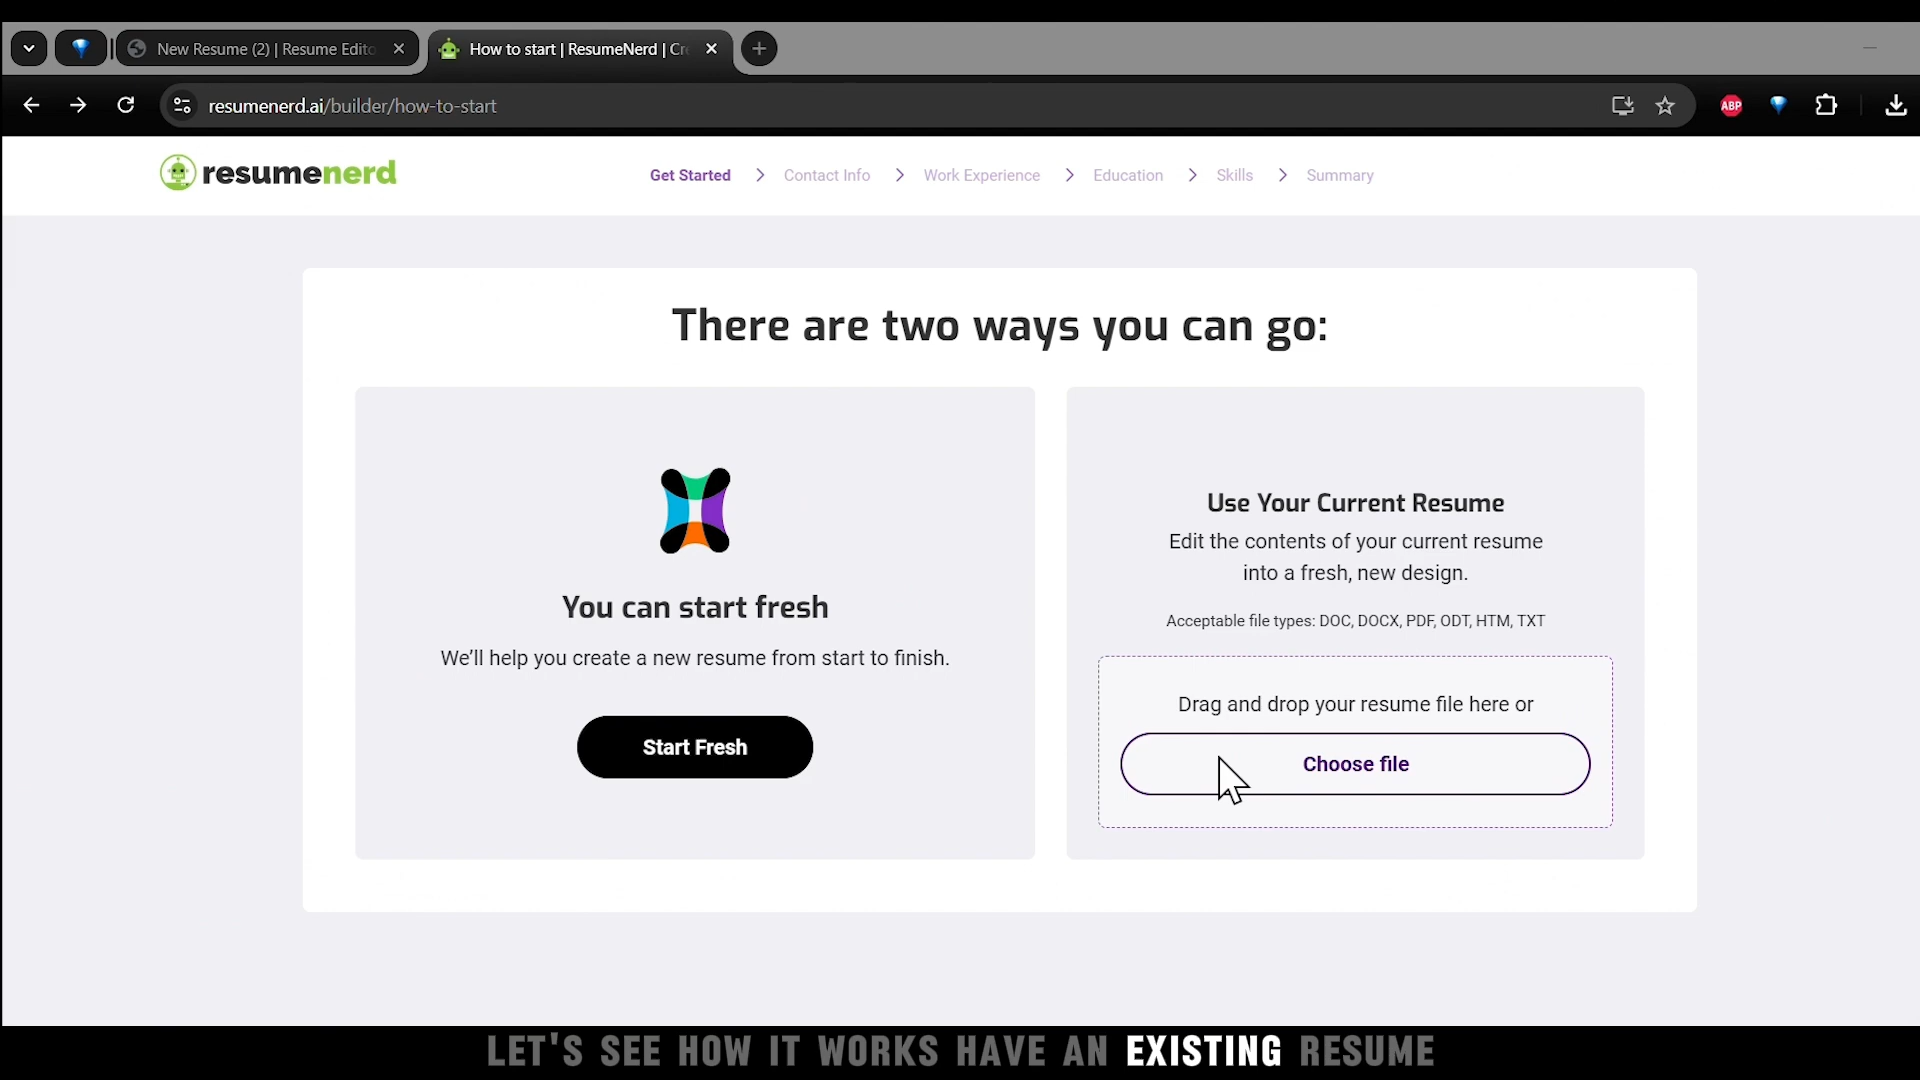 New Resume (2) | Resume Edito
How to start | ResumeNerd | Cre
resumenerd.ai/builder/how-to-start
ABP
resumenerd
Get Started
Contact Info
Work Experience
Education
Skills
Summary
There are two ways you can go:
You can start fresh
We'll help you create a new resume from start to finish.
Start Fresh
Use Your Current Resume
Edit the contents of your current resume
into a fresh, new design.
Acceptable file types: DOC, DOCX, PDF, ODT, HTM, TXT
Drag and drop your resume file here or
Choose file
LET'S SEE HOW IT WORKS HAVE AN EXISTING RESUME